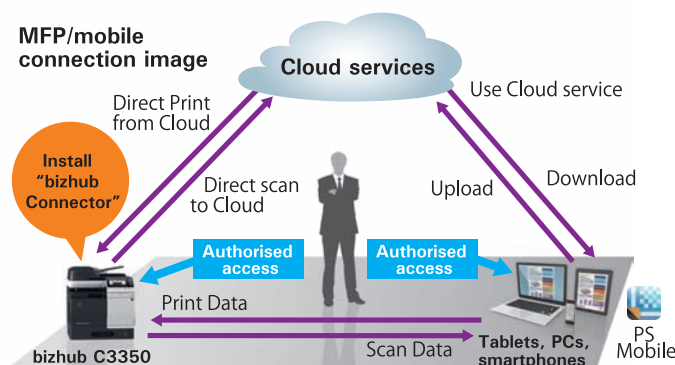 MFP/mobile
connection image
Cloud services
Direct Print
from Cloud
Use Cloud service
Install
"bizhub
Connector"
Direct scan
to Cloud
Upload
Download
Authorised
access
Authorised
access
Print Data
Scan Data
bizhub C3350
Tablets, PCs,
smartphones
PS
Mobile